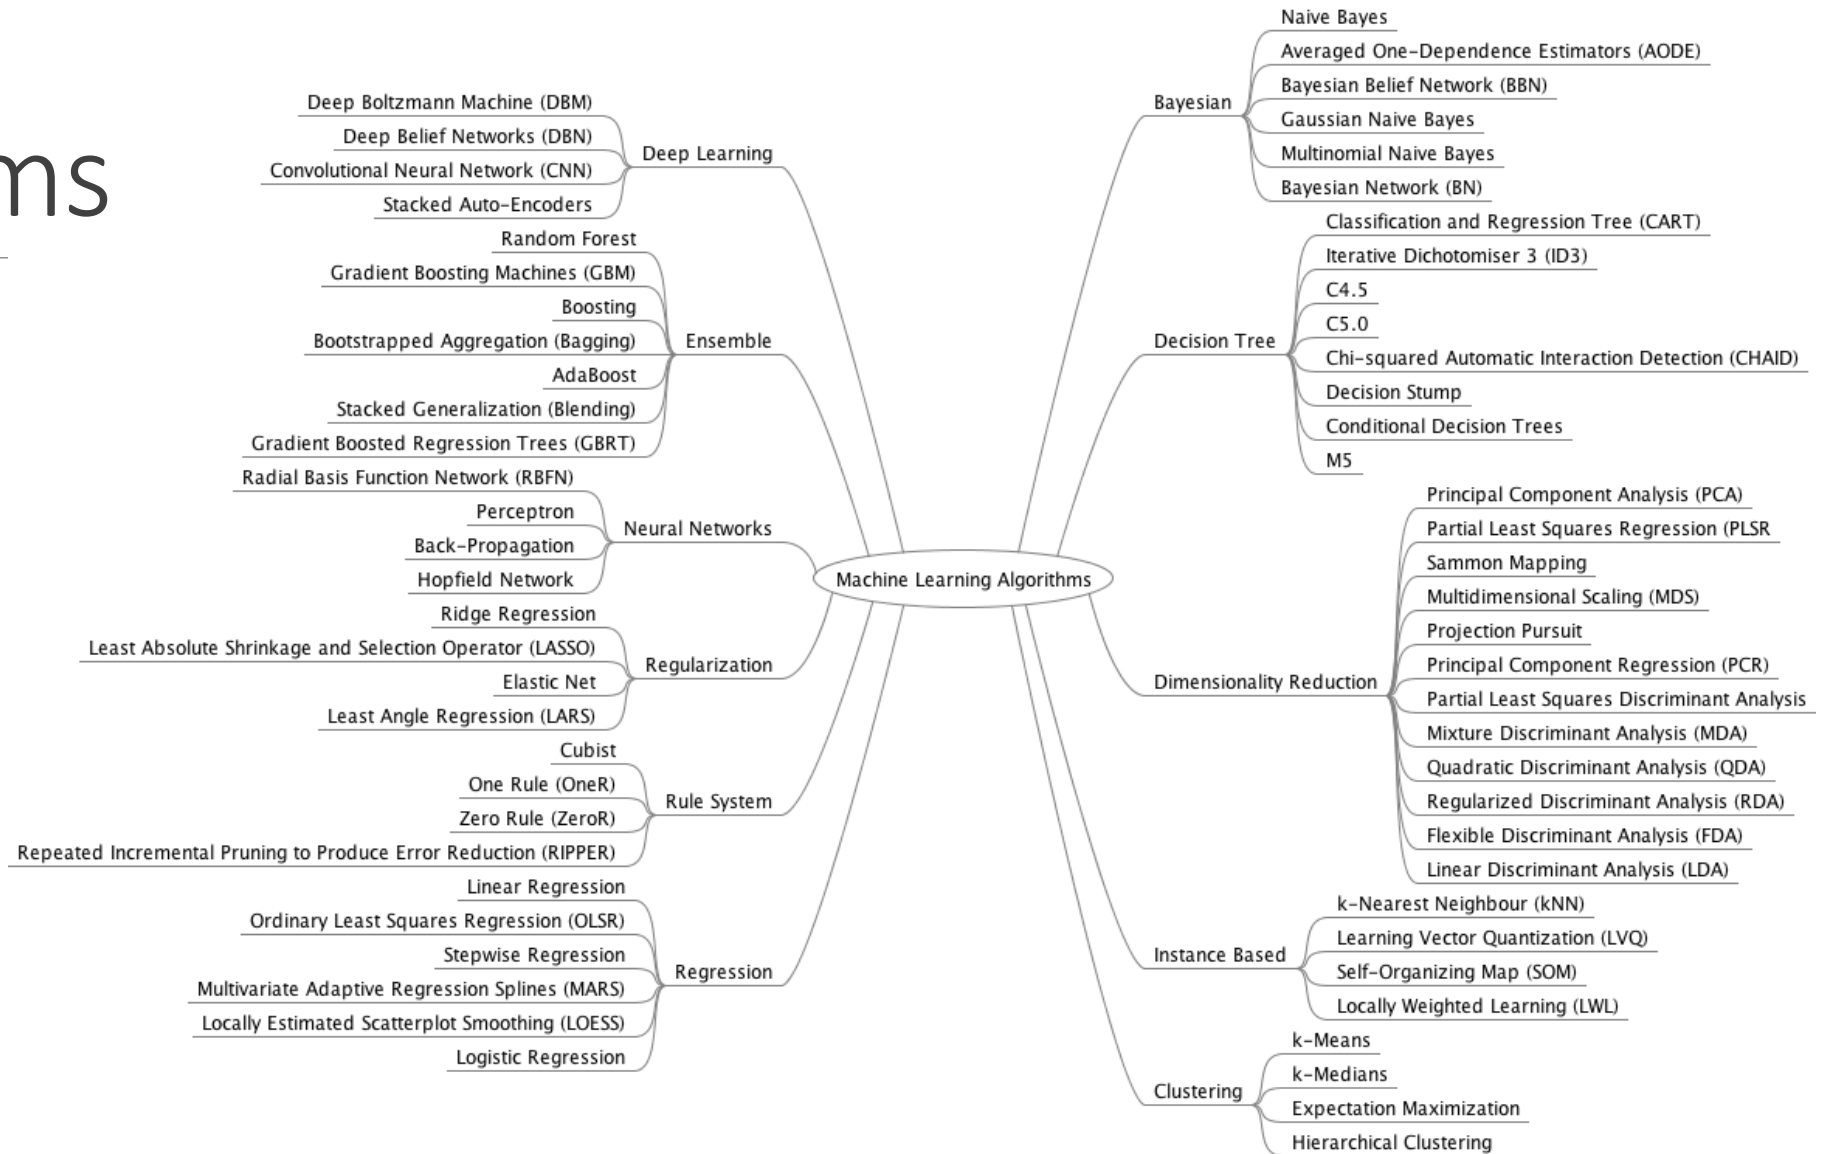 ms
Deep Boltzmann Machine (DBM)
Deep Belief Networks (DBN)
Convolutional Neural Network (CNN)
Stacked Auto-Encoders
Deep Learning
Random Forest
Gradient Boosting Machines (GBM)
Boosting
Bootstrapped Aggregation (Bagging)
AdaBoost
Stacked Generalization (Blending)
Gradient Boosted Regression Trees (GBRT)
Ensemble
Radial Basis Function Network (RBFN)
Perceptron
Back-Propagation
Hopfield Network
Neural Networks
Ridge Regression
Least Absolute Shrinkage and Selection Operator (LASSO)
Elastic Net
Least Angle Regression (LARS)
Regularization
Cubist
One Rule (OneR)
Zero Rule (ZeroR)
Repeated Incremental Pruning to Produce Error Reduction (RIPPER)
Rule System
Linear Regression
Ordinary Least Squares Regression (OLSR)
Stepwise Regression
Multivariate Adaptive Regression Splines (MARS)
Locally Estimated Scatterplot Smoothing (LOESS)
Logistic Regression
Regression
Machine Learning Algorithms
Bayesian
Naive Bayes
Averaged One-Dependence Estimators (AODE)
Bayesian Belief Network (BBN)
Gaussian Naive Bayes
Multinomial Naive Bayes
Bayesian Network (BN)
Decision Tree
Classification and Regression Tree (CART)
Iterative Dichotomiser 3 (ID3)
C4.5
C5.0
Chi-squared Automatic Interaction Detection (CHAID)
Decision Stump
Conditional Decision Trees
M5
Dimensionality Reduction
Principal Component Analysis (PCA)
Partial Least Squares Regression (PLSR
Sammon Mapping
Multidimensional Scaling (MDS)
Projection Pursuit
Principal Component Regression (PCR)
Partial Least Squares Discriminant Analysis
Mixture Discriminant Analysis (MDA)
Quadratic Discriminant Analysis (QDA)
Regularized Discriminant Analysis (RDA)
Flexible Discriminant Analysis (FDA)
Linear Discriminant Analysis (LDA)
Instance Based
k-Nearest Neighbour (kNN)
Learning Vector Quantization (LVQ)
Self-Organizing Map (SOM)
Locally Weighted Learning (LWL)
Clustering
k-Means
k-Medians
Expectation Maximization
Hierarchical Clustering